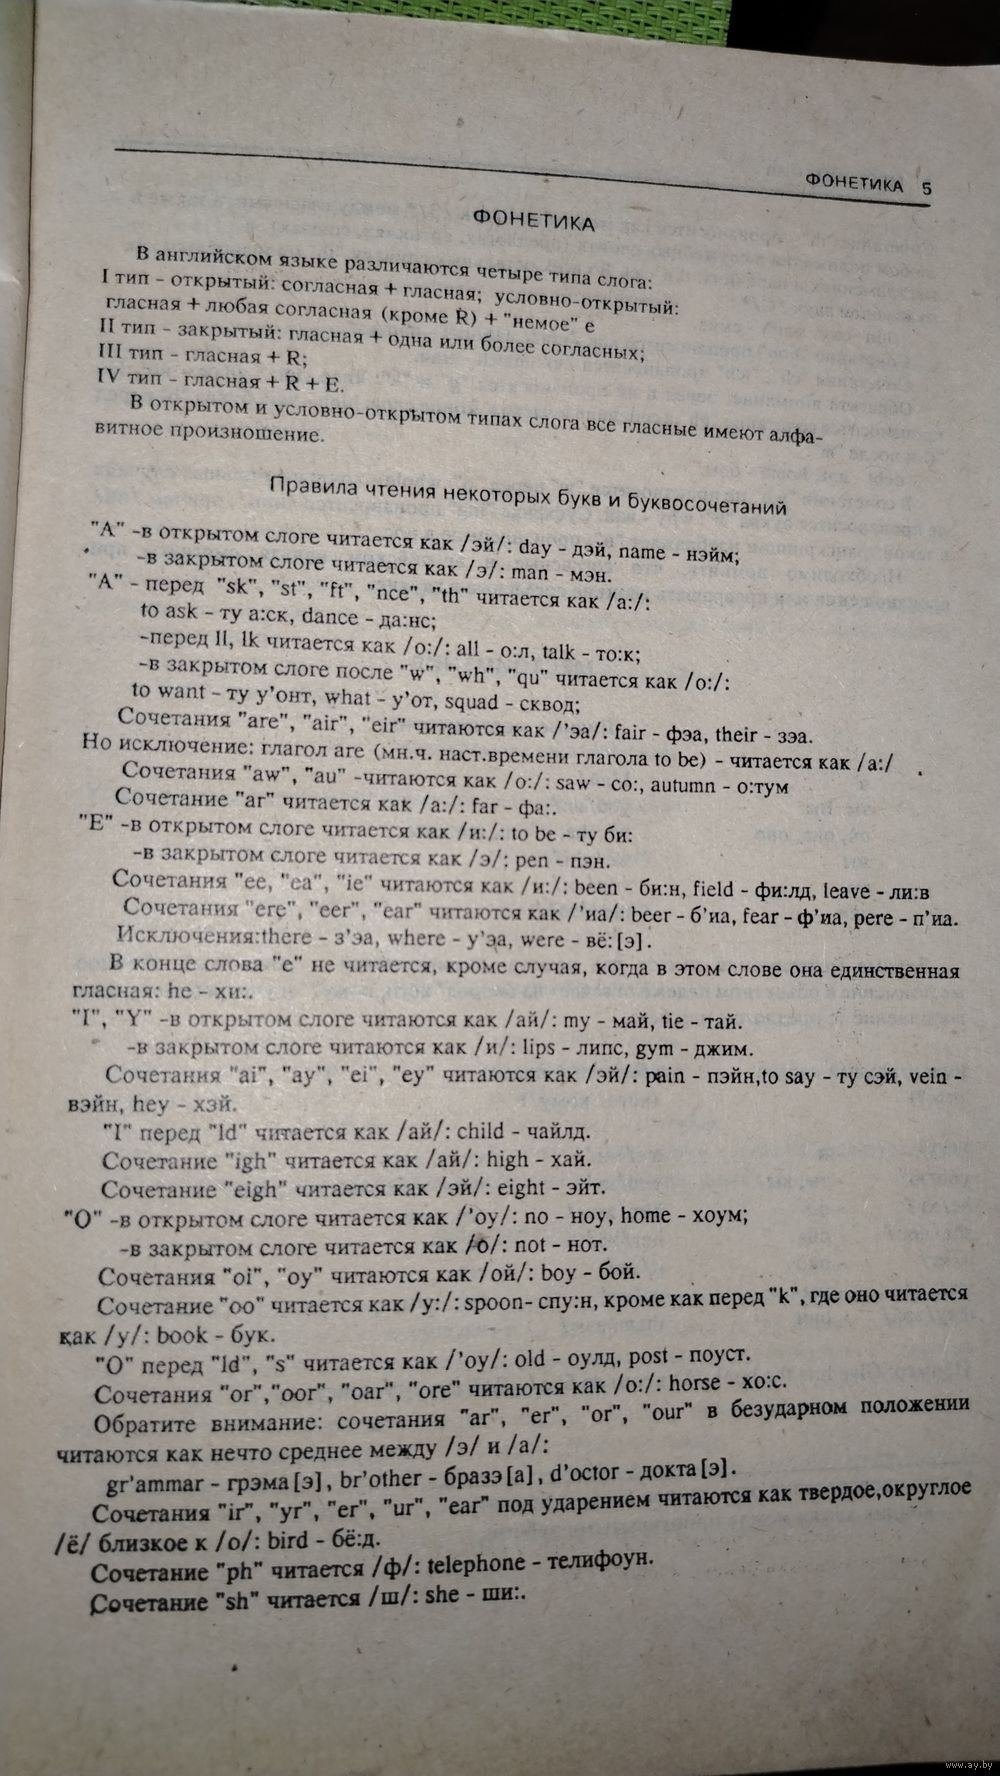 ФОНЕТИКА 5
ФОНЕТИКА
В английском языке различаются четыре типа слога:
I тип - открытый: согласная + гласная; условно-открытый:
гласная + любая согласная (кроме R) + "немое" е
II тип - закрытый: гласная + одна или более согласных;
III тип - гласная + R;
IV тип - гласная + R + E.
В открытом и условно-открытом типах слога все гласные имеют алфа-
витное произношение.
Правила чтения некоторых букв и буквосочетаний
"A" -в открытом слоге читается как /эй/: day - дэй, name - нэйм;
-в закрытом слоге читается как /э/: man - мэн.
"A" - перед "sk", "st", "ft", "nce", "th" читается как /а:/:
to ask - ту а:ск, dance - да:нс;
-перед ll, lk читается как /о:/: all - о:л, talk - то:к;
-в закрытом слоге после "w", "wh", "qu" читается как /о:/:
to want - ту у'онт, what - у'от, squad - сквод;
Сочетания "are", "air", "eir" читаются как /'эа/: fair - фэа, their - зэа.
Но исключение: глагол are (мн.ч. наст.времени глагола to be) - читается как /а:/
Сочетания "aw", "au" -читаются как /о:/: saw - со:, autumn - о:тум
Сочетание "ar" читается как /а:/: far - фа:.
"E" -в открытом слоге читается как /и:/: to be - ту би:
-в закрытом слоге читается как /э/: pen - пэн.
Сочетания "ee, "ea", "ie" читаются как /и:/: been - би:н, field - фи:лд, leave - ли:в
Сочетания "ere", "eer", "ear" читаются как /'иа/: beer - б'иа, fear - ф'иа, pere - п'иа.
Исключения:there - з'эа, where - у'эа, were - вё:[э].
В конце слова "е" не читается, кроме случая, когда в этом слове она единственная
гласная: he - хи:.
"I", "Y" -в открытом слоге читаются как /ай/: my - май, tie - тай.
-в закрытом слоге читаются как /и/: lips - липс, gym - джим.
Сочетания "ai", "ay", "ei", "ey" читаются как /эй/: pain - пэйн,to say - ту сэй, vein -
вэйн, hey - хэй.
"I" перед "ld" читается как /ай/: child - чайлд.
Сочетание "igh" читается как /ай/: high - хай.
Сочетание "eigh" читается как /эй/: eight - эйт.
"O" -в открытом слоге читается как /'оу/: no - ноу, home - хоум;
-в закрытом слоге читается как /о/: not - нот.
Сочетания "oi", "oy" читаются как /ой/: boy - бой.
Сочетание "oo" читается как /у:/: spoon- спу:н, кроме как перед "k", где оно читается
как /у/: book - бук.
"O" перед "ld", "s" читается как /'оу/: old - оулд, post - поуст.
Сочетания "or","oor", "oar", "ore" читаются как /о:/: horse - хо:с.
Обратите внимание: сочетания "ar", "er", "or", "our" в безударном положении
читаются как нечто среднее между /э/ и /а/:
gr'ammar - грэма[э], br'other - бразэ[а], d'octor - докта[э].
Сочетания "ir", "yr", "er", "ur", "ear" под ударением читаются как твердое,округлое
/ё/ близкое к /о/: bird - бё:д.
Сочетание "ph" читается /ф/: telephone - телифоун.
Сочетание "sh" читается /ш/: she - ши:.
www.ay.by